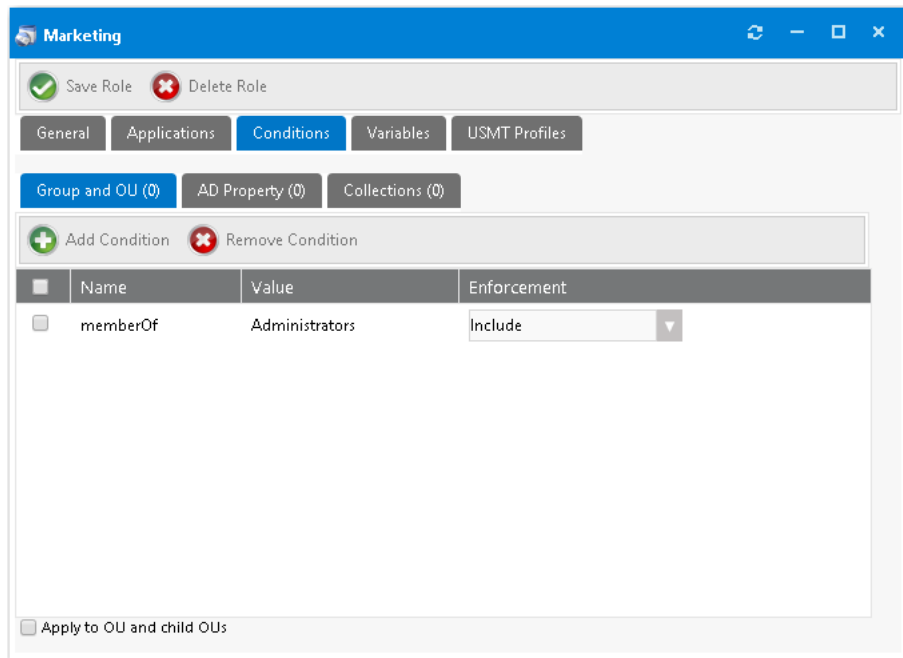 Marketing
Save Role Delete Role
General Applications Conditions Variables USMT Profiles
Group and OU (0) AD Property (0) Collections (0)
Add Condition Remove Condition
Name Value Enforcement
memberOf Administrators Include
Apply to OU and child OUs